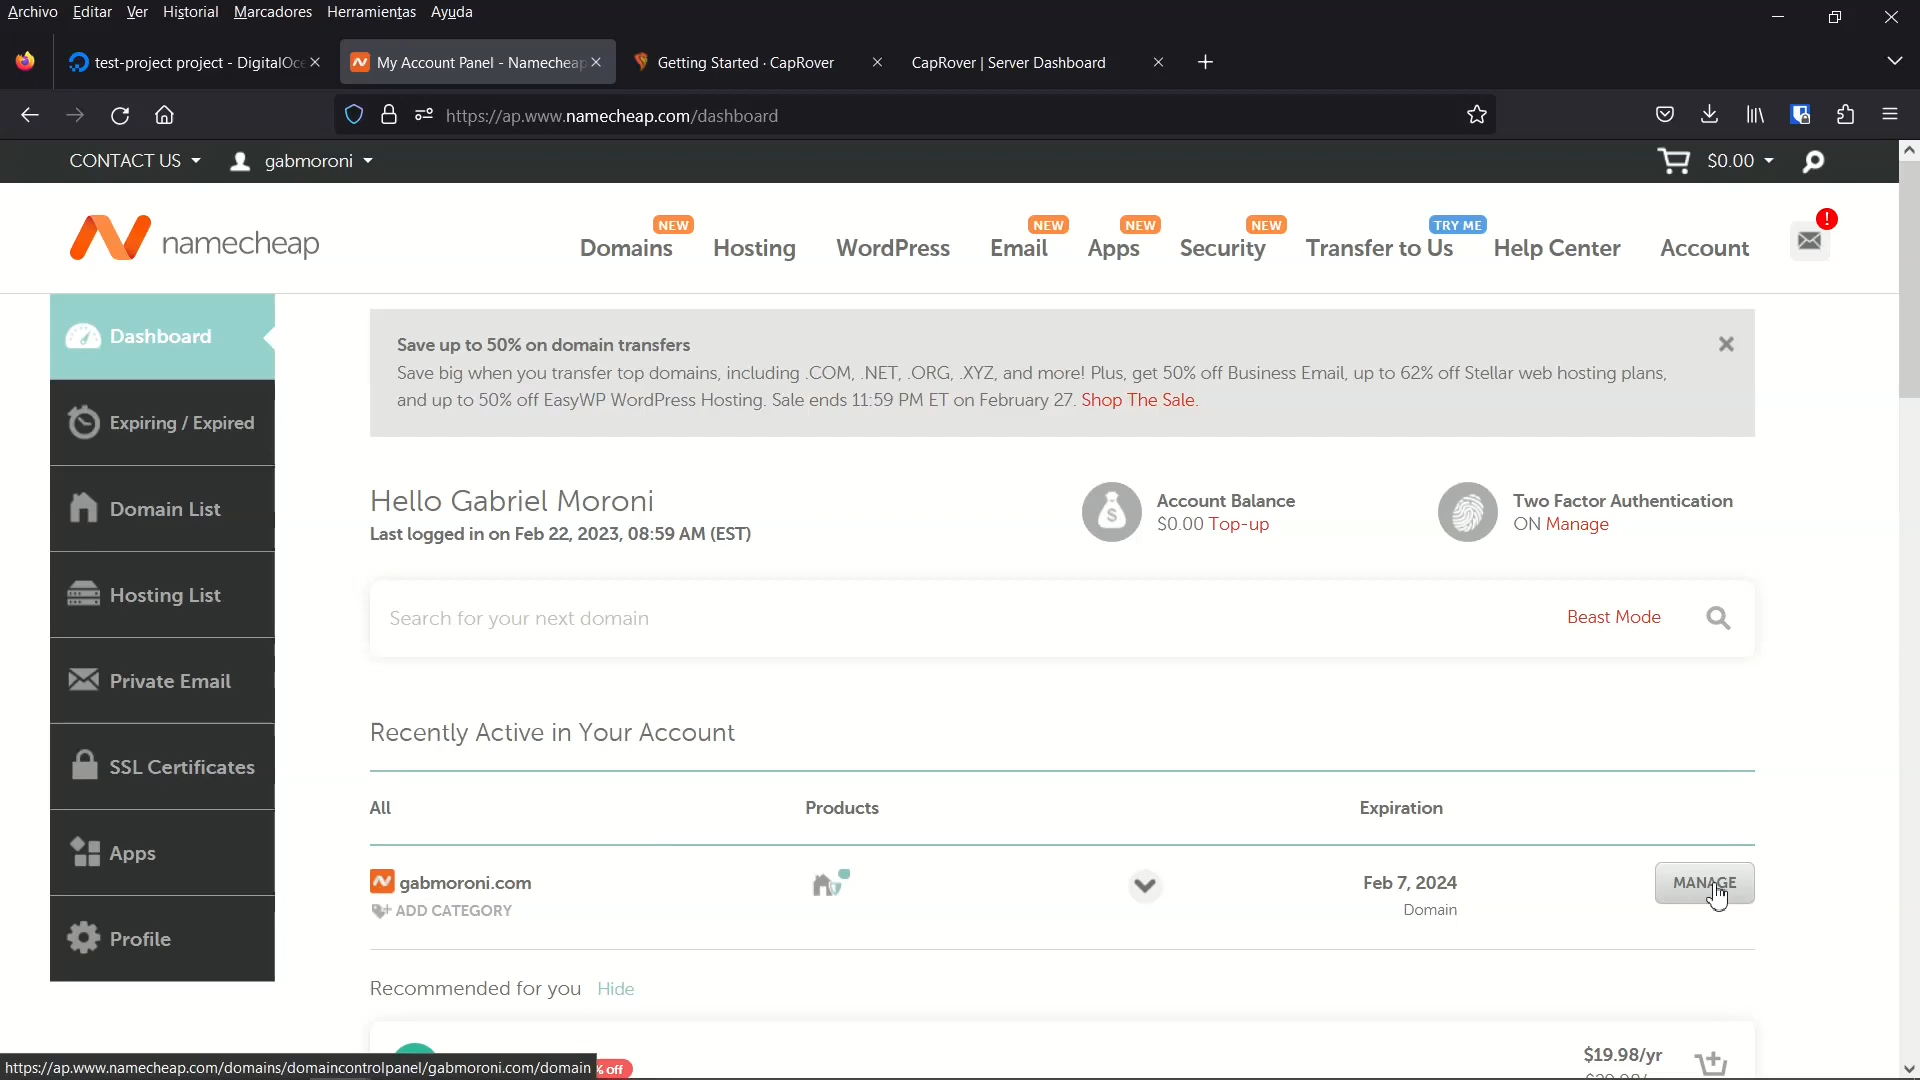 Archivo Editar Ver Historial Marcadores Herramientas Ayuda
test-project project - DigitalOce
My Account Panel - Namecheap
Getting Started · CapRover
CapRover | Server Dashboard
https://ap.www.namecheap.com/dashboard
CONTACT US
gabmoroni
$0.00
namecheap
NEW NEW NEW NEW TRY ME
Domains Hosting WordPress Email Apps Security Transfer to Us Help Center Account
!
Dashboard
Expiring / Expired
Domain List
Hosting List
Private Email
SSL Certificates
Apps
Profile
Save up to 50% on domain transfers
Save big when you transfer top domains, including .COM, .NET, .ORG, .XYZ, and more! Plus, get 50% off Business Email, up to 62% off Stellar web hosting plans,
and up to 50% off EasyWP WordPress Hosting. Sale ends 11:59 PM ET on February 27. Shop The Sale.
Hello Gabriel Moroni
Last logged in on Feb 22, 2023, 08:59 AM (EST)
Account Balance
$0.00 Top-up
Two Factor Authentication
ON Manage
Search for your next domain
Beast Mode
Recently Active in Your Account
All Products Expiration
gabmoroni.com
ADD CATEGORY
Feb 7, 2024
Domain
MANAGE
Recommended for you Hide
$19.98/yr
% off
https://ap.www.namecheap.com/domains/domaincontrolpanel/gabmoroni.com/domain